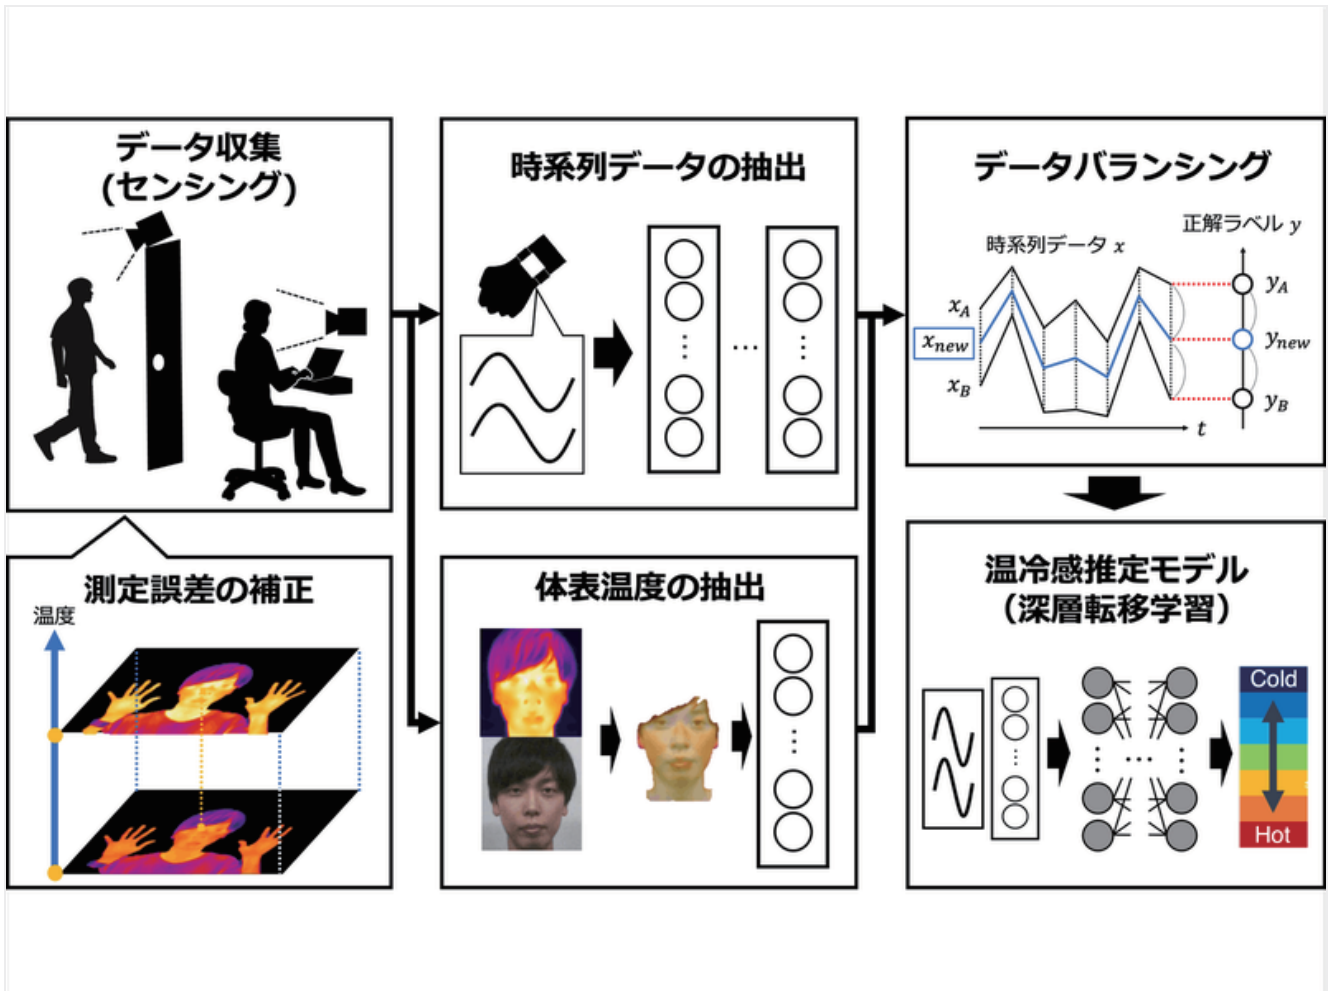 データ収集
(センシング)
測定誤差の補正
温度
時系列データの抽出
体表温度の抽出
データバランシング
正解ラベル y
時系列データ x
x_A
x_new
x_B
t
y_A
y_new
y_B
温冷感推定モデル
（深層転移学習）
Cold
Hot